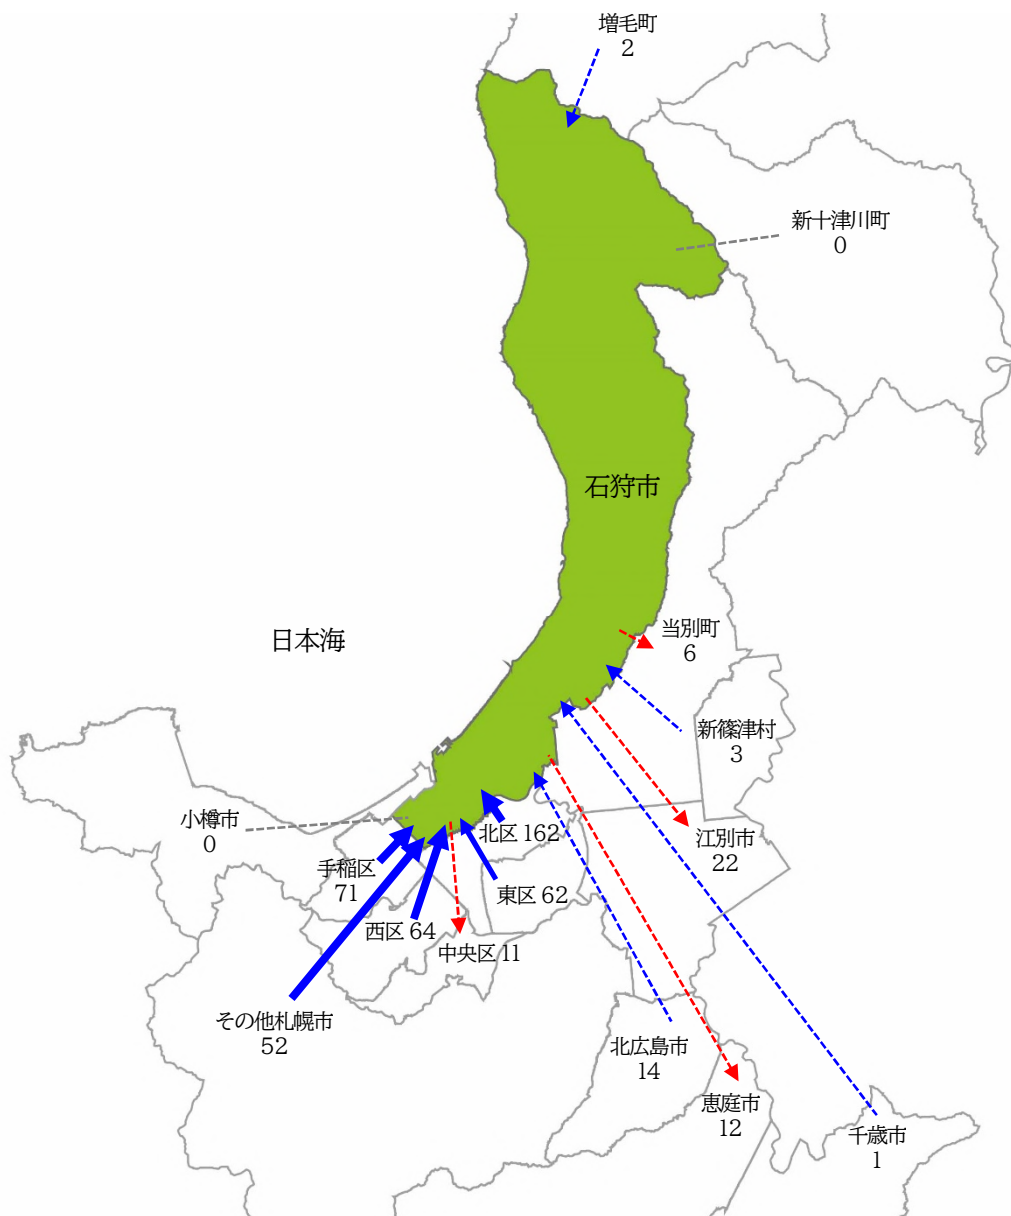 増毛町
2
新十津川町
0
石狩市
当別町
6
日本海
新篠津村
3
小樽市
0
北区 162
江別市
22
手稲区
71
東区 62
西区 64
中央区 11
その他札幌市
52
北広島市
14
恵庭市
12
千歳市
1